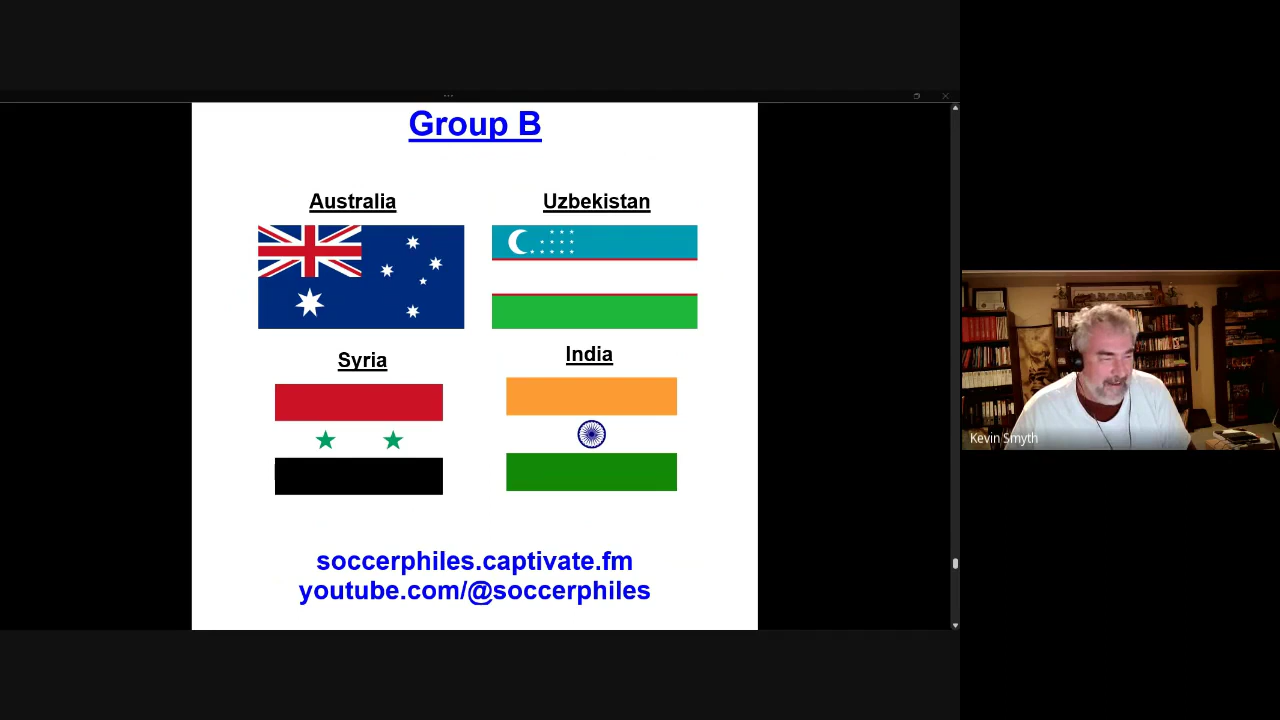 Group B
Australia
Uzbekistan
Syria
India
soccerphiles.captivate.fm
youtube.com/@soccerphiles
Kevin Smyth